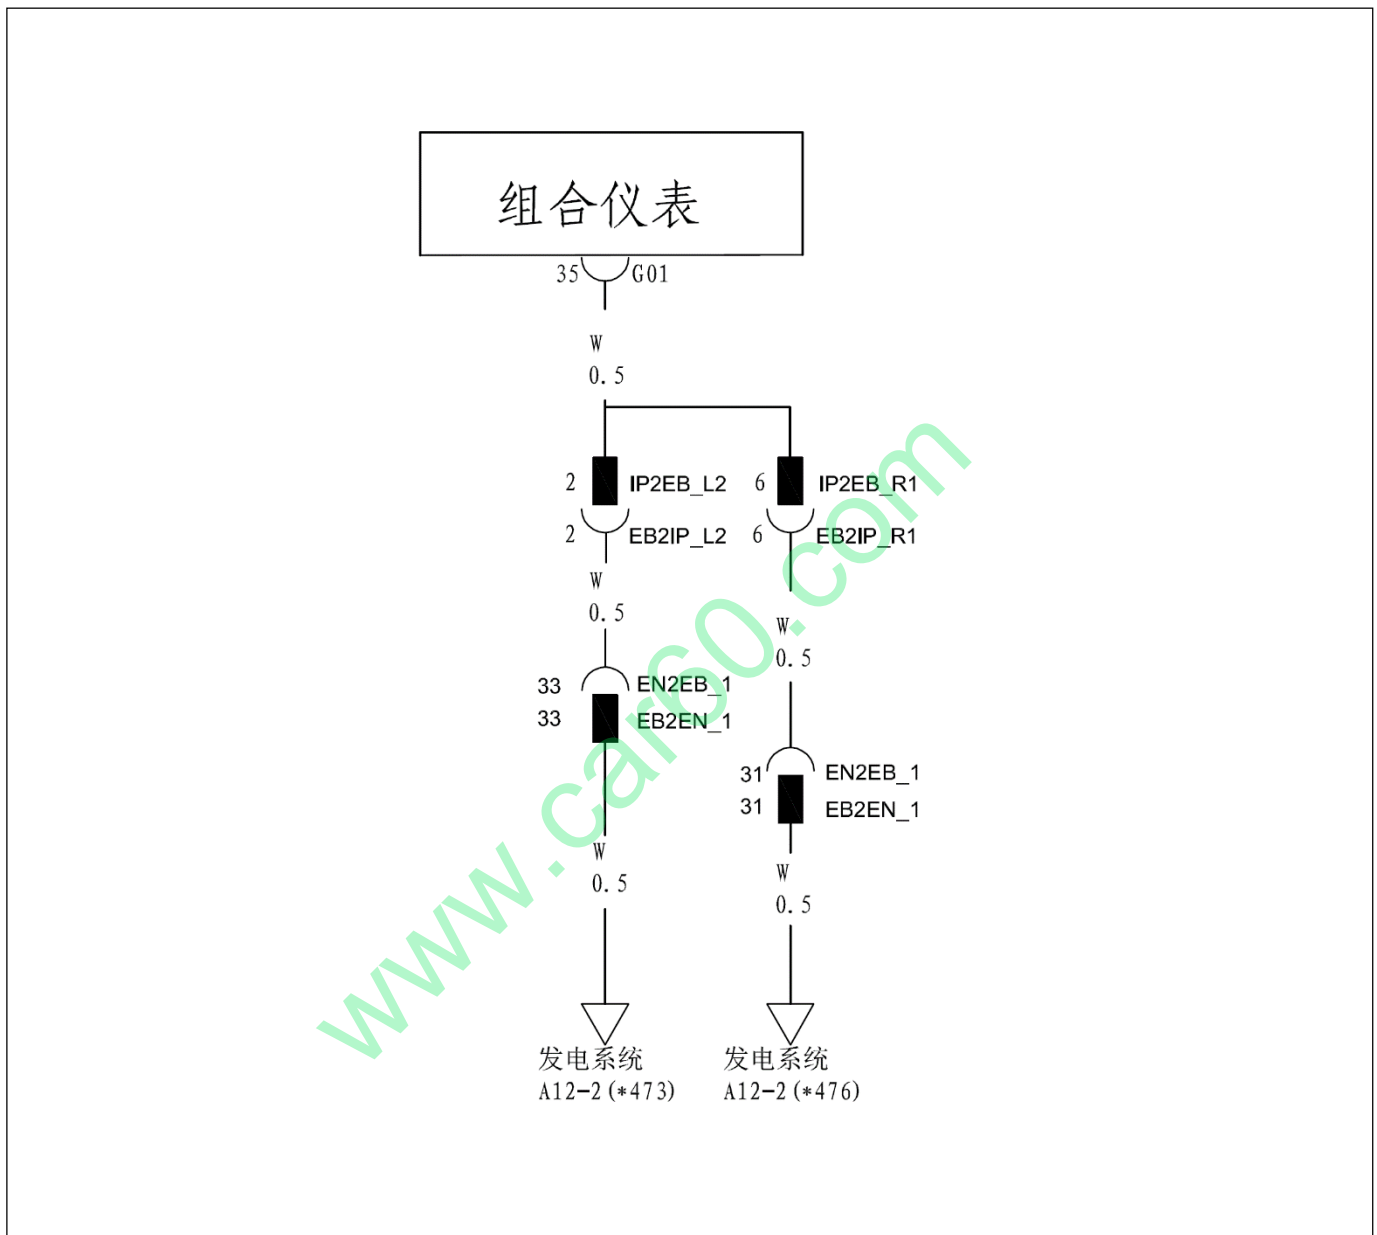 组合仪表
35 G01
W
0.5
2 IP2EB_L2 6 IP2EB_R1
2 EB2IP_L2 6 EB2IP_R1
W
0.5
W
0.5
33 EN2EB_1
33 EB2EN_1
31 EN2EB_1
31 EB2EN_1
W
0.5
W
0.5
发电系统 发电系统
A12-2(*473) A12-2(*476)
www.car60.com